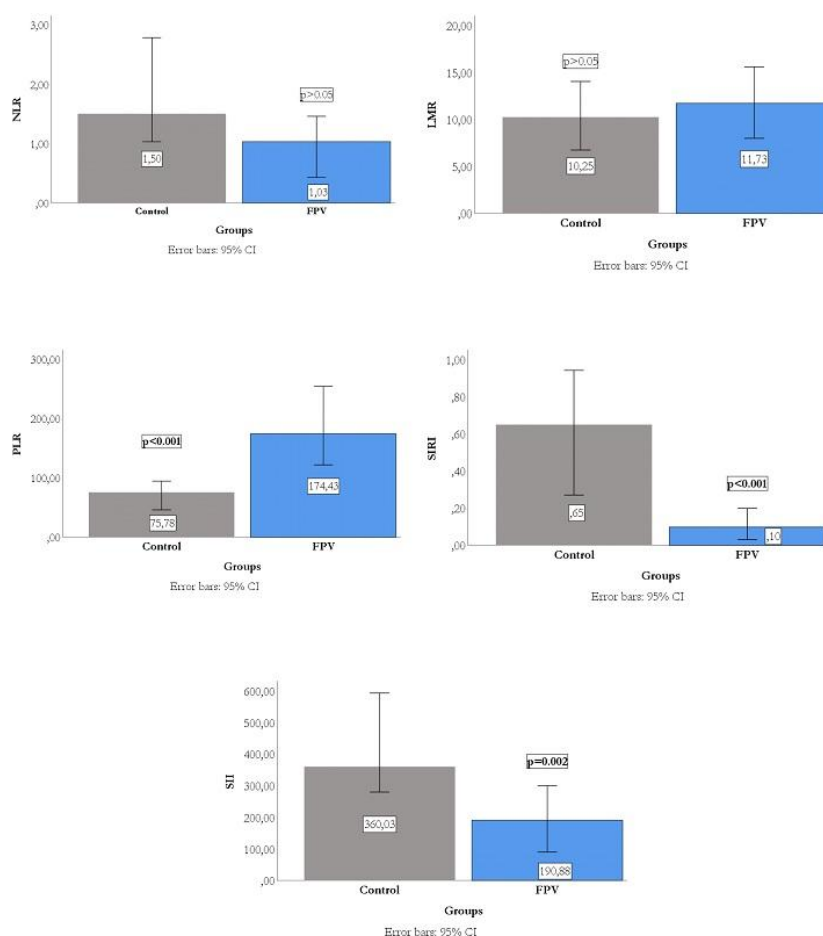 3,00
2,00
1,00
,00
NLR
p>0.05
1,50
1,03
Control
FPV
Groups
Error bars: 95% CI
20,00
15,00
10,00
5,00
,00
LMR
p>0.05
10,25
11,73
Control
FPV
Groups
Error bars: 95% CI
300,00
200,00
100,00
,00
PLR
p<0.001
75,78
174,43
Control
FPV
Groups
Error bars: 95% CI
1,00
,80
,60
,40
,20
,00
SIRI
p<0.001
,65
,10
Control
FPV
Groups
Error bars: 95% CI
600,00
500,00
400,00
300,00
200,00
100,00
,00
SII
p=0.002
360,03
190,88
Control
FPV
Groups
Error bars: 95% CI